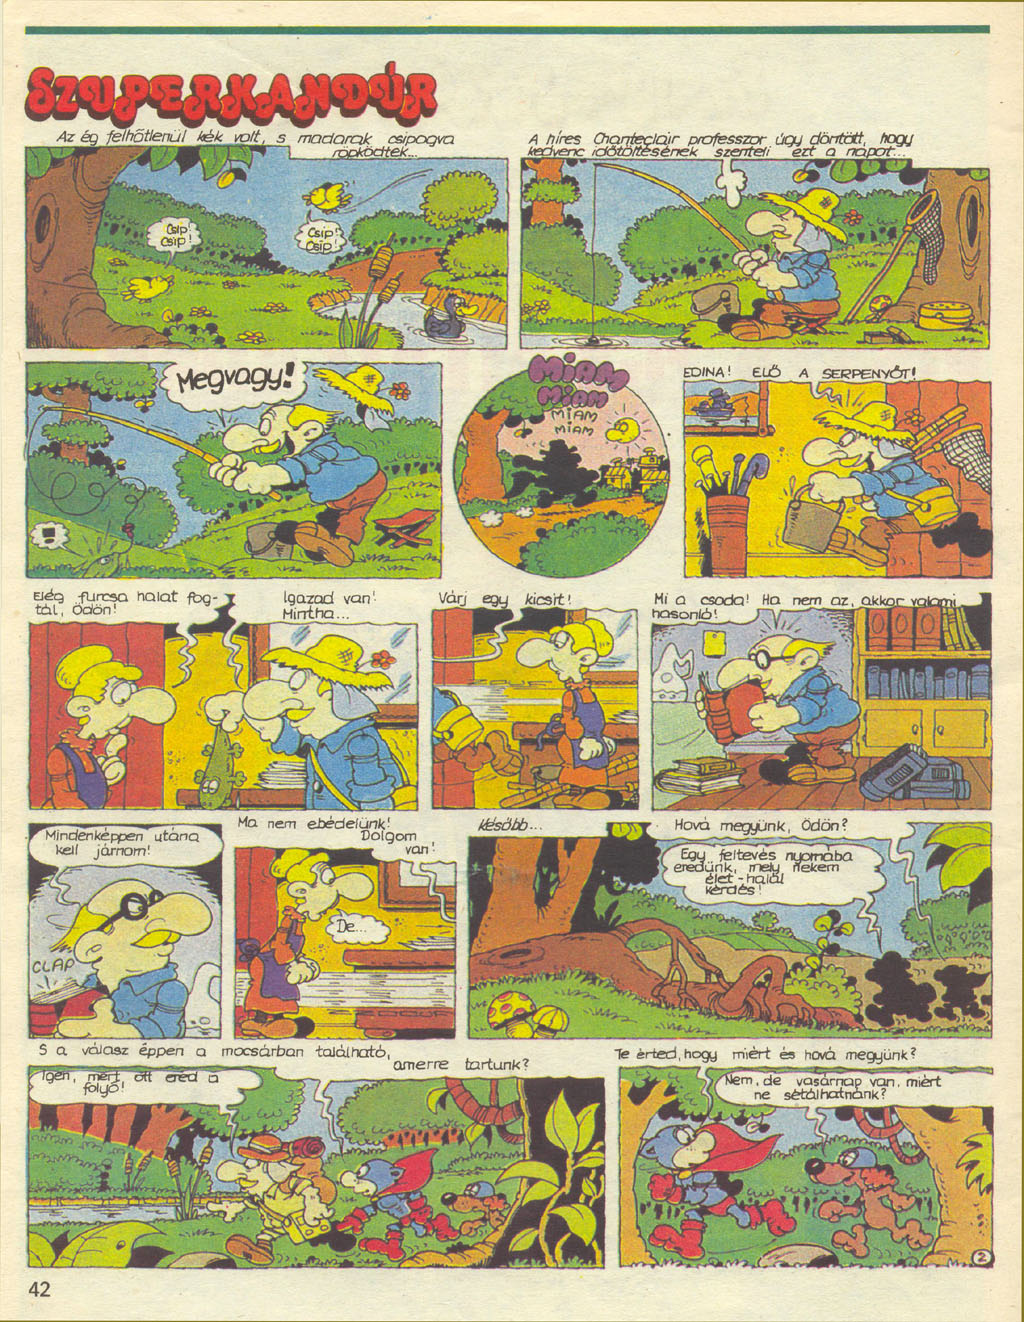 SZUPERKANDÚR
Az ég felhőtlenül kék volt, s madarak csipogva
röpködtek...
Csip!
Csip!
Csip!
Csip!
A híres Chanteclair professzor úgy döntött, hogy
kedvenc időtöltésének szenteli ezt a napot...
Megvagy!
!
MIAM
MIAM
MIAM
MIAM
EDINA! ELŐ A SERPENYŐT!
Elég furcsa halat fog-
tál, Ödön!
Igazad van!
Mintha...
Várj egy kicsit!
Mi a csoda! Ha nem az, akkor valami
hasonló!
Mindenképpen utána
kell járnom!
CLAP
Ma nem ebédelünk!
Dolgom
van!
De...
később...
Hová megyünk, Ödön?
Egy feltevés nyomába
eredünk, mely nekem
élet-halál
kérdés!
S a válasz éppen a mocsárban található,
amerre tartunk?
Igen, mert ott ered a
folyó!
Te érted, hogy miért és hová megyünk?
Nem, de vasárnap van, miért
ne sétálhatnánk?
2
42